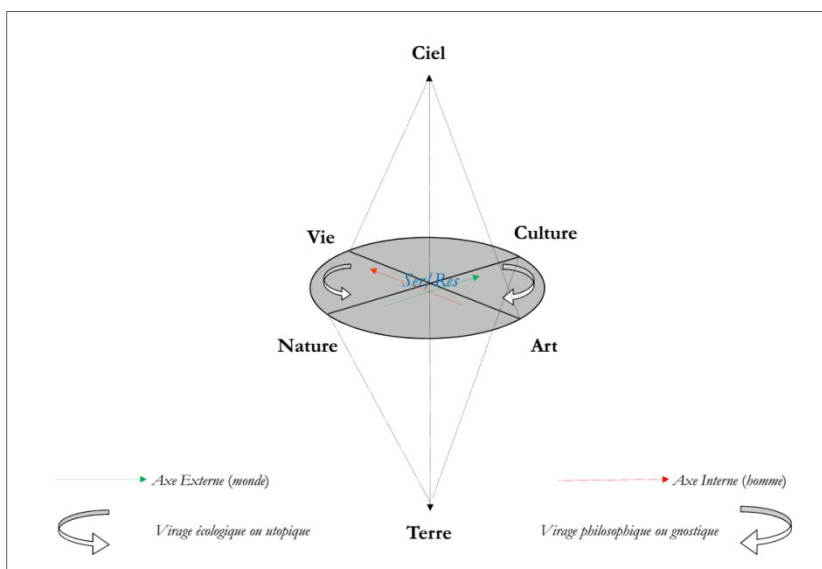 Ciel
Vie
Culture
Ser/Res
Nature
Art
Axe Externe (monde)
Axe Interne (homme)
Virage écologique ou utopique
Terre
Virage philosophique ou gnostique